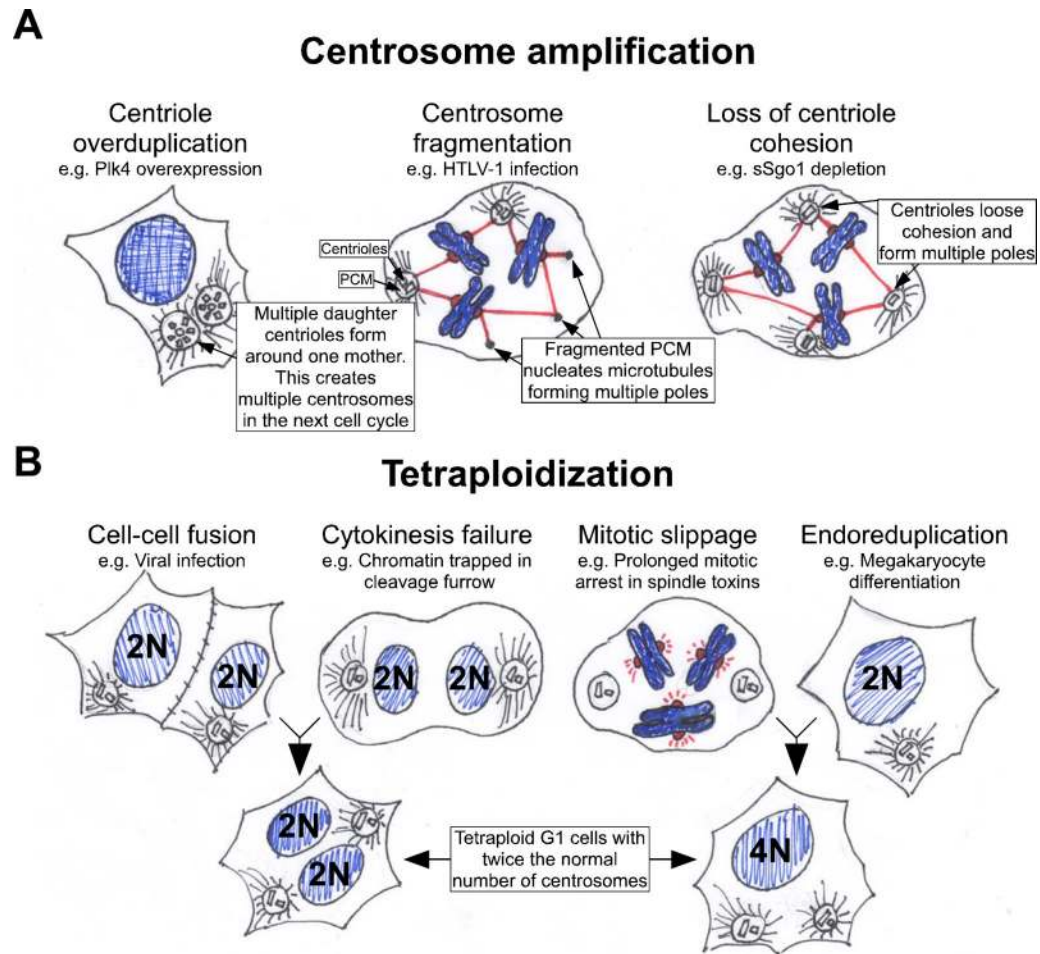 A
Centrosome amplification
Centriole
overduplication
e.g. Plk4 overexpression
Centrosome
fragmentation
e.g. HTLV-1 infection
Loss of centriole
cohesion
e.g. sSgo1 depletion
Centrioles
PCM
Multiple daughter
centrioles form
around one mother.
This creates
multiple centrosomes
in the next cell cycle
Fragmented PCM
nucleates microtubules
forming multiple poles
Centrioles loose
cohesion and
form multiple poles
B
Tetraploidization
Cell-cell fusion
e.g. Viral infection
Cytokinesis failure
e.g. Chromatin trapped in
cleavage furrow
Mitotic slippage
e.g. Prolonged mitotic
arrest in spindle toxins
Endoreduplication
e.g. Megakaryocyte
differentiation
2N
2N
2N
2N
2N
2N
2N
Tetraploid G1 cells with
twice the normal
number of centrosomes
4N